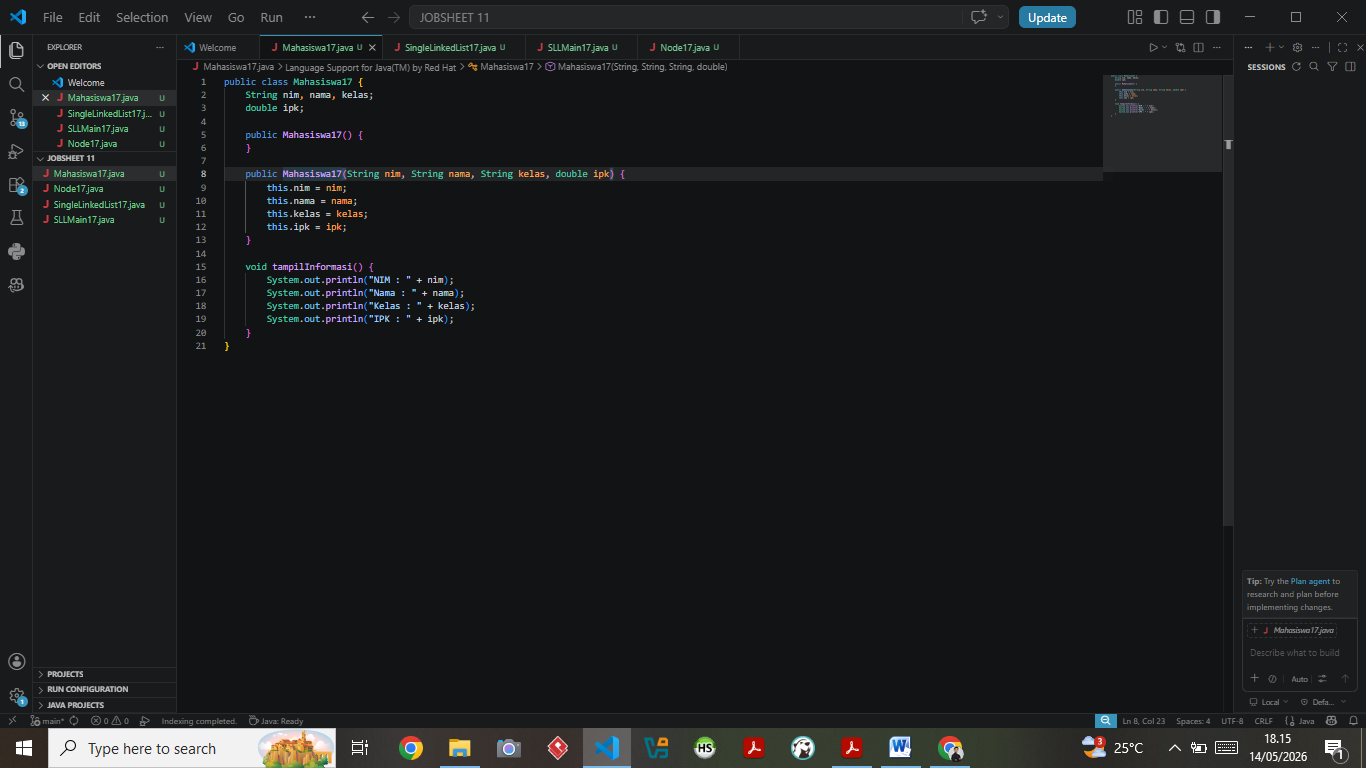 File Edit Selection View Go Run ··· JOBSHEET 11 Update
EXPLORER ···
OPEN EDITORS
Welcome
Mahasiswa17.java U
SingleLinkedList17.j... U
SLLMain17.java U
Node17.java U
JOBSHEET 11
Mahasiswa17.java U
Node17.java U
SingleLinkedList17.java U
SLLMain17.java U
PROJECTS
RUN CONFIGURATION
JAVA PROJECTS
13
2
1
Welcome Mahasiswa17.java U SingleLinkedList17.java U SLLMain17.java U Node17.java U
Mahasiswa17.java > Language Support for Java(TM) by Red Hat > Mahasiswa17 > Mahasiswa17(String, String, String, double)
1 public class Mahasiswa17 {
2 String nim, nama, kelas;
3 double ipk;
4
5 public Mahasiswa17() {
6 }
7
8 public Mahasiswa17(String nim, String nama, String kelas, double ipk) {
9 this.nim = nim;
10 this.nama = nama;
11 this.kelas = kelas;
12 this.ipk = ipk;
13 }
14
15 void tampilInformasi() {
16 System.out.println("NIM : " + nim);
17 System.out.println("Nama : " + nama);
18 System.out.println("Kelas : " + kelas);
19 System.out.println("IPK : " + ipk);
20 }
21 }
SESSIONS
Tip: Try the Plan agent to
research and plan before
implementing changes.
Mahasiswa17.java
Describe what to build
Auto
Local Defa...
main* 0 0 Indexing completed. Java: Ready Ln 8, Col 23 Spaces: 4 UTF-8 CRLF Java
Type here to search HS 3 25°C 18.15
14/05/2026 1